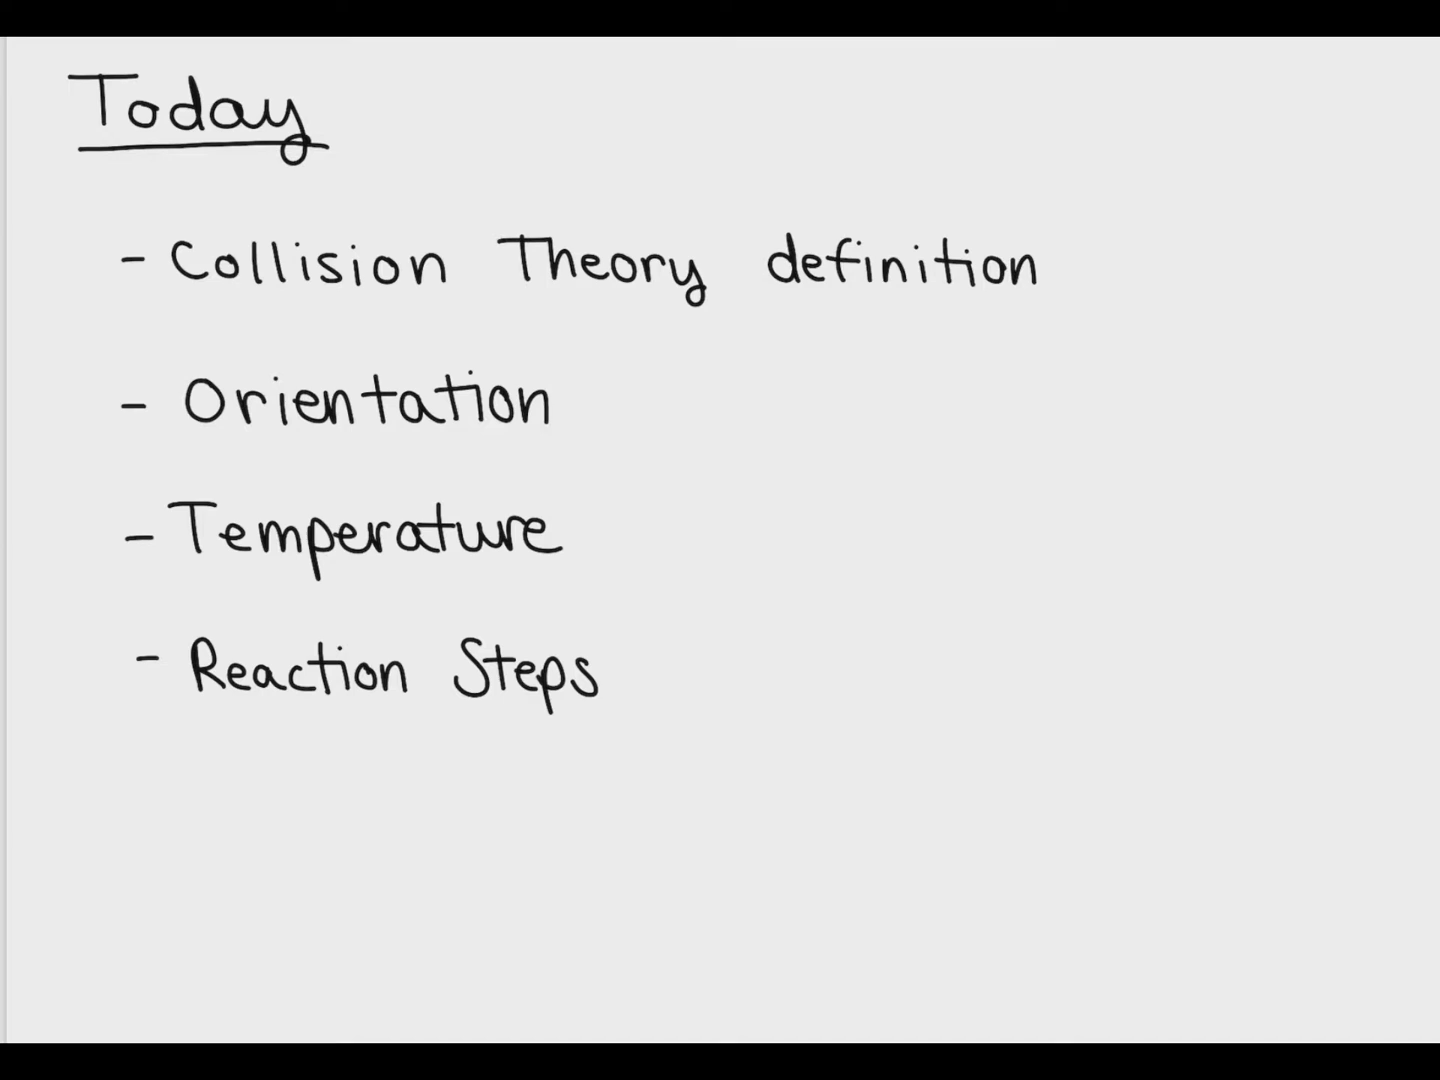 Today
- Collision Theory definition
- Orientation
- Temperature
- Reaction Steps